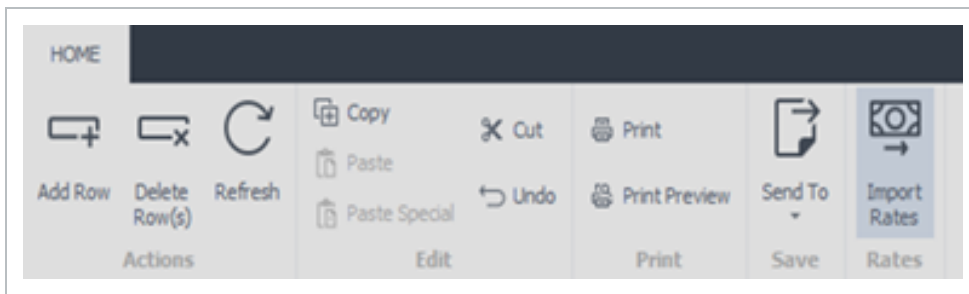 HOME
Add Row
Delete
Row(s)
Refresh
Copy
Paste
Paste Special
Cut
Undo
Print
Print Preview
Send To
Import
Rates
Actions
Edit
Print
Save
Rates